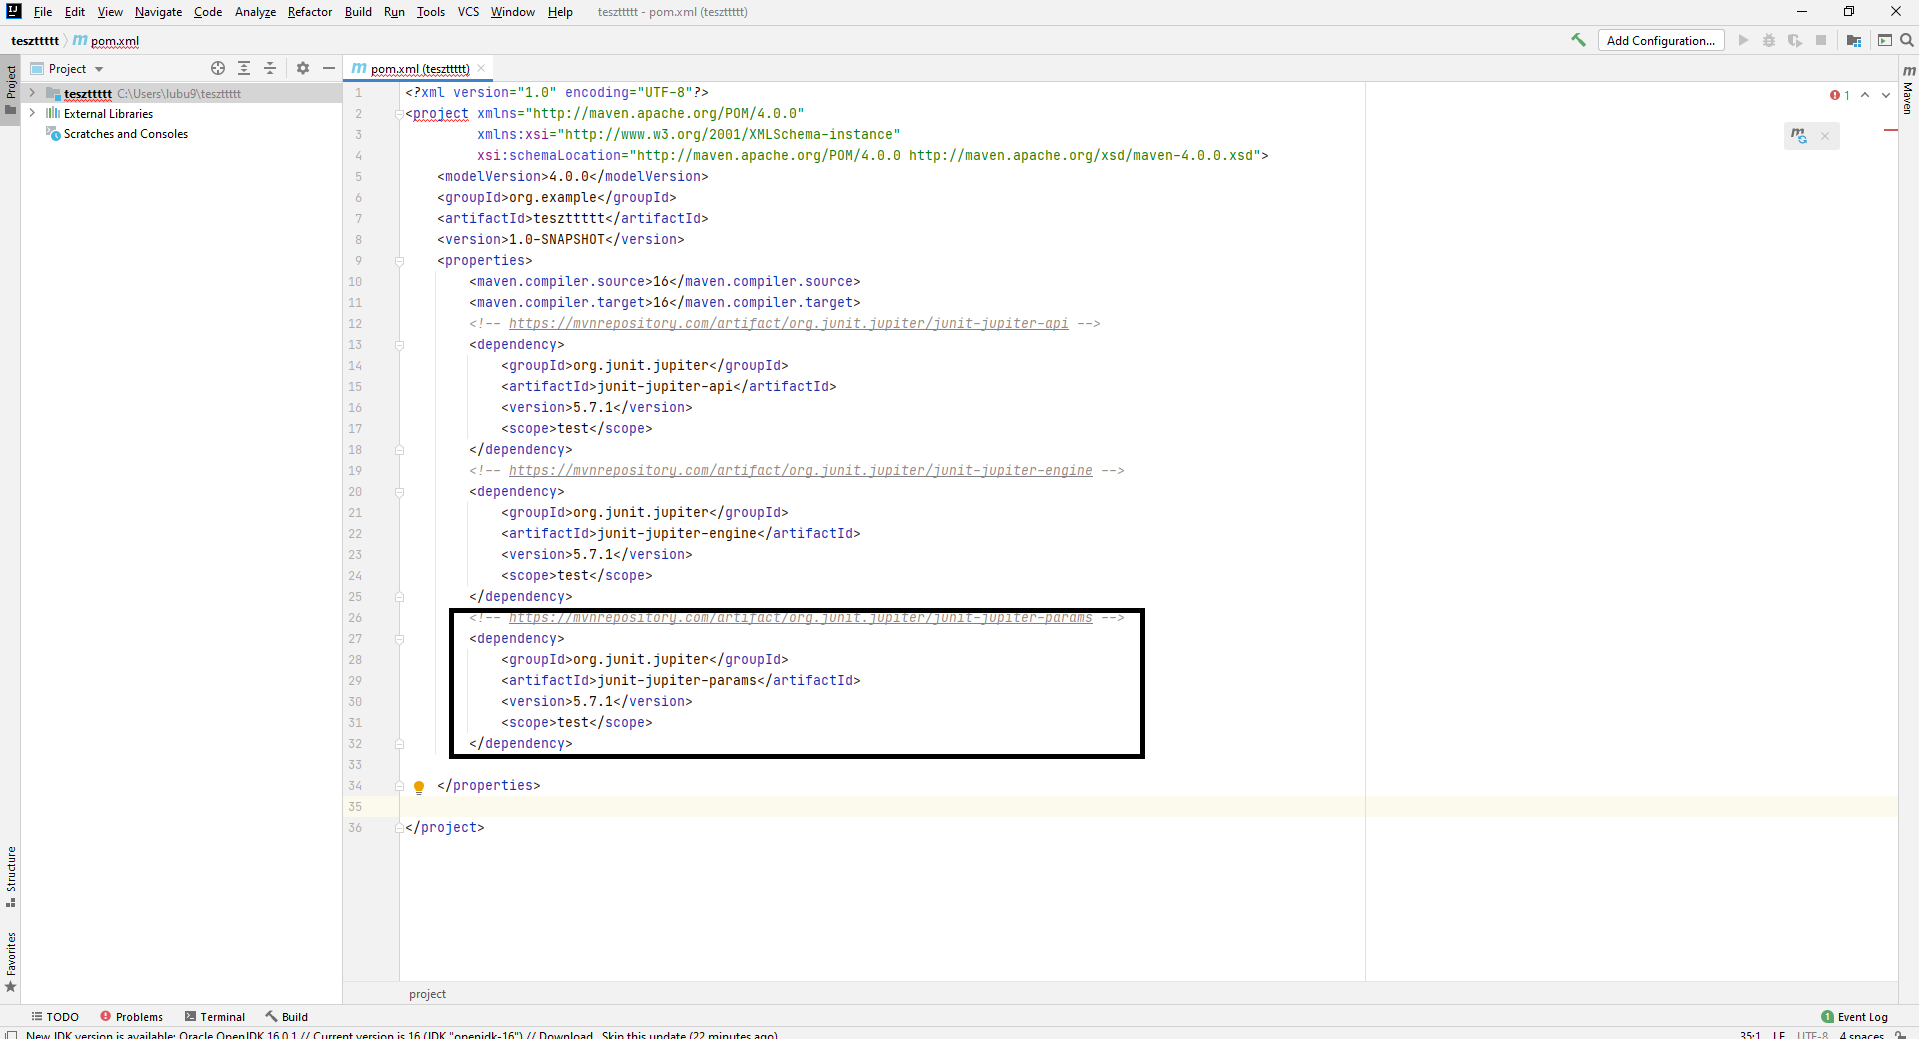 File Edit View Navigate Code Analyze Refactor Build Run Tools VCS Window Help teszttttt - pom.xml (teszttttt)
teszttttt pom.xml
Add Configuration...
Project
Project
pom.xml (teszttttt)
Maven
teszttttt C:\Users\lubu9\teszttttt
External Libraries
Scratches and Consoles
1
1 <?xml version="1.0" encoding="UTF-8"?>
2 <project xmlns="http://maven.apache.org/POM/4.0.0"
3 xmlns:xsi="http://www.w3.org/2001/XMLSchema-instance"
4 xsi:schemaLocation="http://maven.apache.org/POM/4.0.0 http://maven.apache.org/xsd/maven-4.0.0.xsd">
5 <modelVersion>4.0.0</modelVersion>
6 <groupId>org.example</groupId>
7 <artifactId>teszttttt</artifactId>
8 <version>1.0-SNAPSHOT</version>
9 <properties>
10 <maven.compiler.source>16</maven.compiler.source>
11 <maven.compiler.target>16</maven.compiler.target>
12 <!-- https://mvnrepository.com/artifact/org.junit.jupiter/junit-jupiter-api -->
13 <dependency>
14 <groupId>org.junit.jupiter</groupId>
15 <artifactId>junit-jupiter-api</artifactId>
16 <version>5.7.1</version>
17 <scope>test</scope>
18 </dependency>
19 <!-- https://mvnrepository.com/artifact/org.junit.jupiter/junit-jupiter-engine -->
20 <dependency>
21 <groupId>org.junit.jupiter</groupId>
22 <artifactId>junit-jupiter-engine</artifactId>
23 <version>5.7.1</version>
24 <scope>test</scope>
25 </dependency>
26 <!-- https://mvnrepository.com/artifact/org.junit.jupiter/junit-jupiter-params -->
27 <dependency>
28 <groupId>org.junit.jupiter</groupId>
29 <artifactId>junit-jupiter-params</artifactId>
30 <version>5.7.1</version>
31 <scope>test</scope>
32 </dependency>
33
34 </properties>
35
36 </project>
Structure
Favorites
project
TODO Problems Terminal Build
1 Event Log
New JDK version is available: Oracle OpenJDK 16.0.1 // Current version is 16 (JDK "openjdk-16") // Download Skip this update (22 minutes ago)
35:1 LF UTF-8 4 spaces